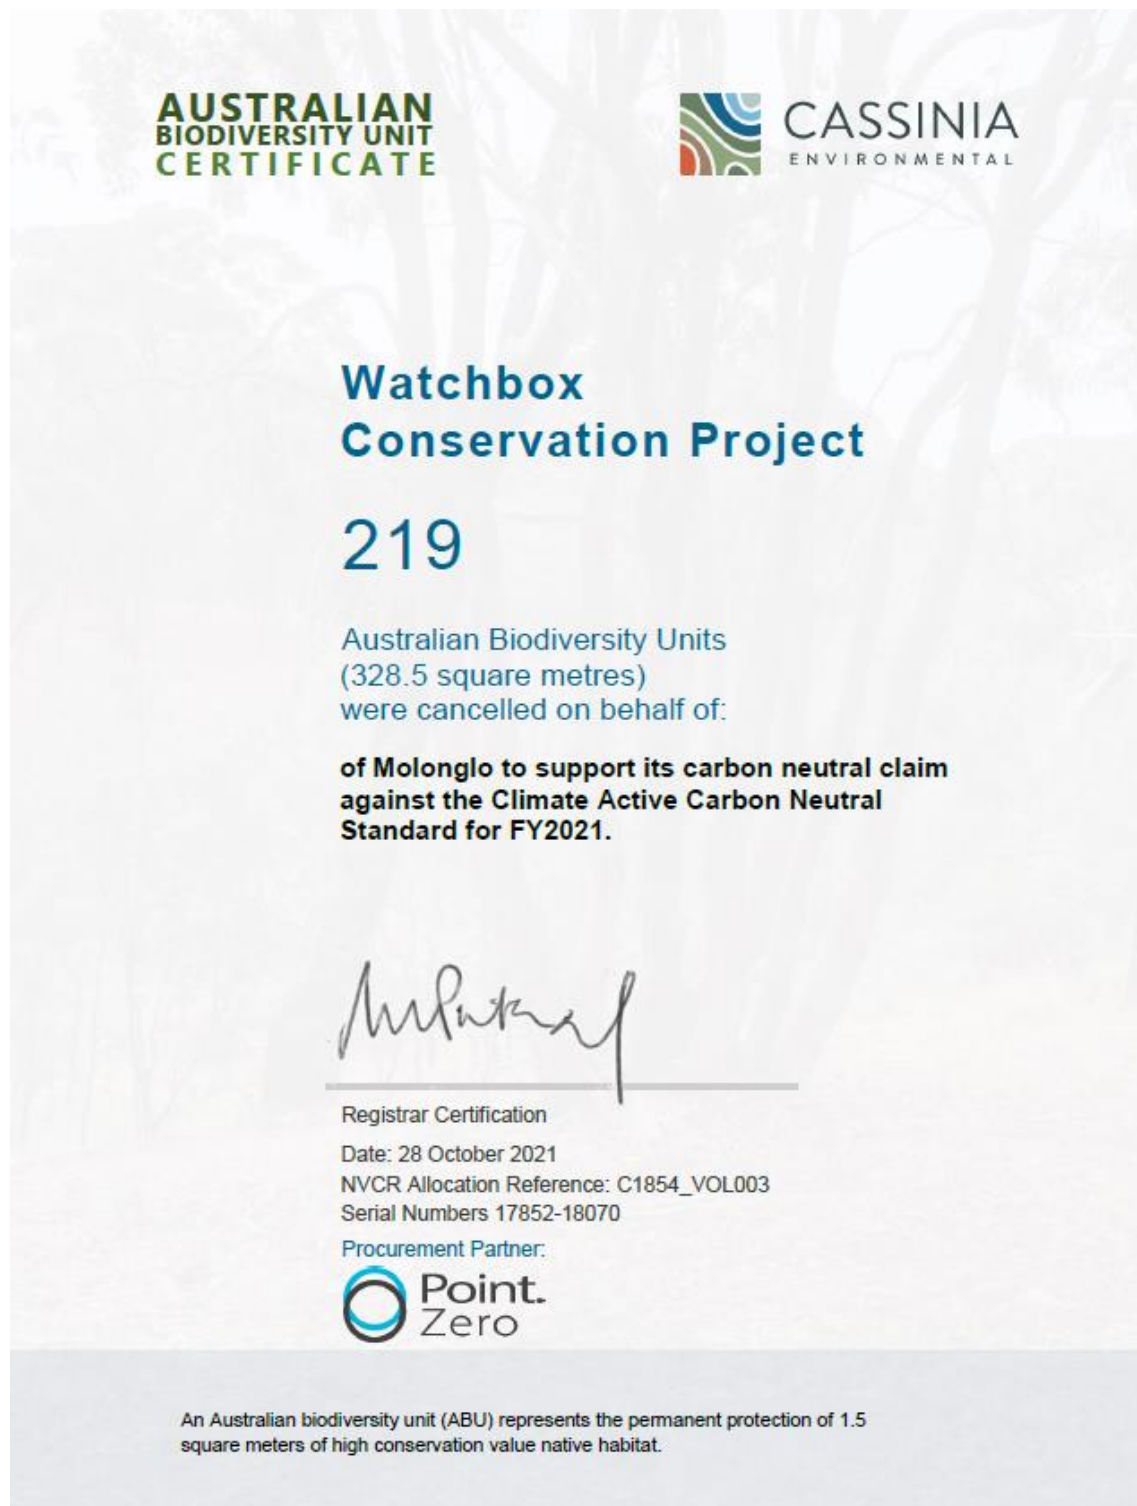 AUSTRALIAN
BIODIVERSITY UNIT
CERTIFICATE
CASSINIA
ENVIRONMENTAL
Watchbox
Conservation Project
219
Australian Biodiversity Units
(328.5 square metres)
were cancelled on behalf of:
of Molonglo to support its carbon neutral claim
against the Climate Active Carbon Neutral
Standard for FY2021.
Registrar Certification
Date: 28 October 2021
NVCR Allocation Reference: C1854_VOL003
Serial Numbers 17852-18070
Procurement Partner:
Point.
Zero
An Australian biodiversity unit (ABU) represents the permanent protection of 1.5
square meters of high conservation value native habitat.